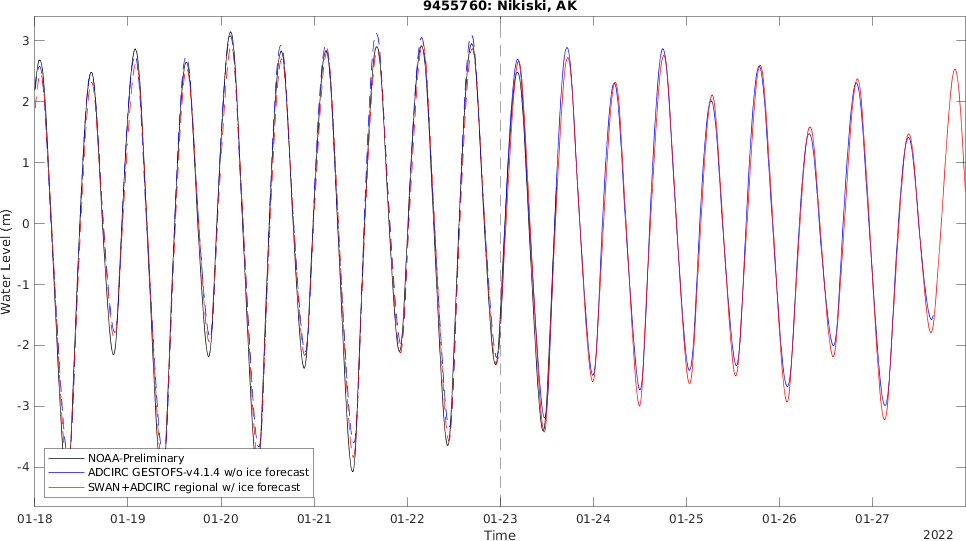 9455760: Nikiski, AK
3
2
1
0
-1
-2
-3
-4
Water Level (m)
NOAA-Preliminary
ADCIRC GESTOFS-v4.1.4 w/o ice forecast
SWAN+ADCIRC regional w/ ice forecast
01-18 01-19 01-20 01-21 01-22 01-23 01-24 01-25 01-26 01-27
Time
2022